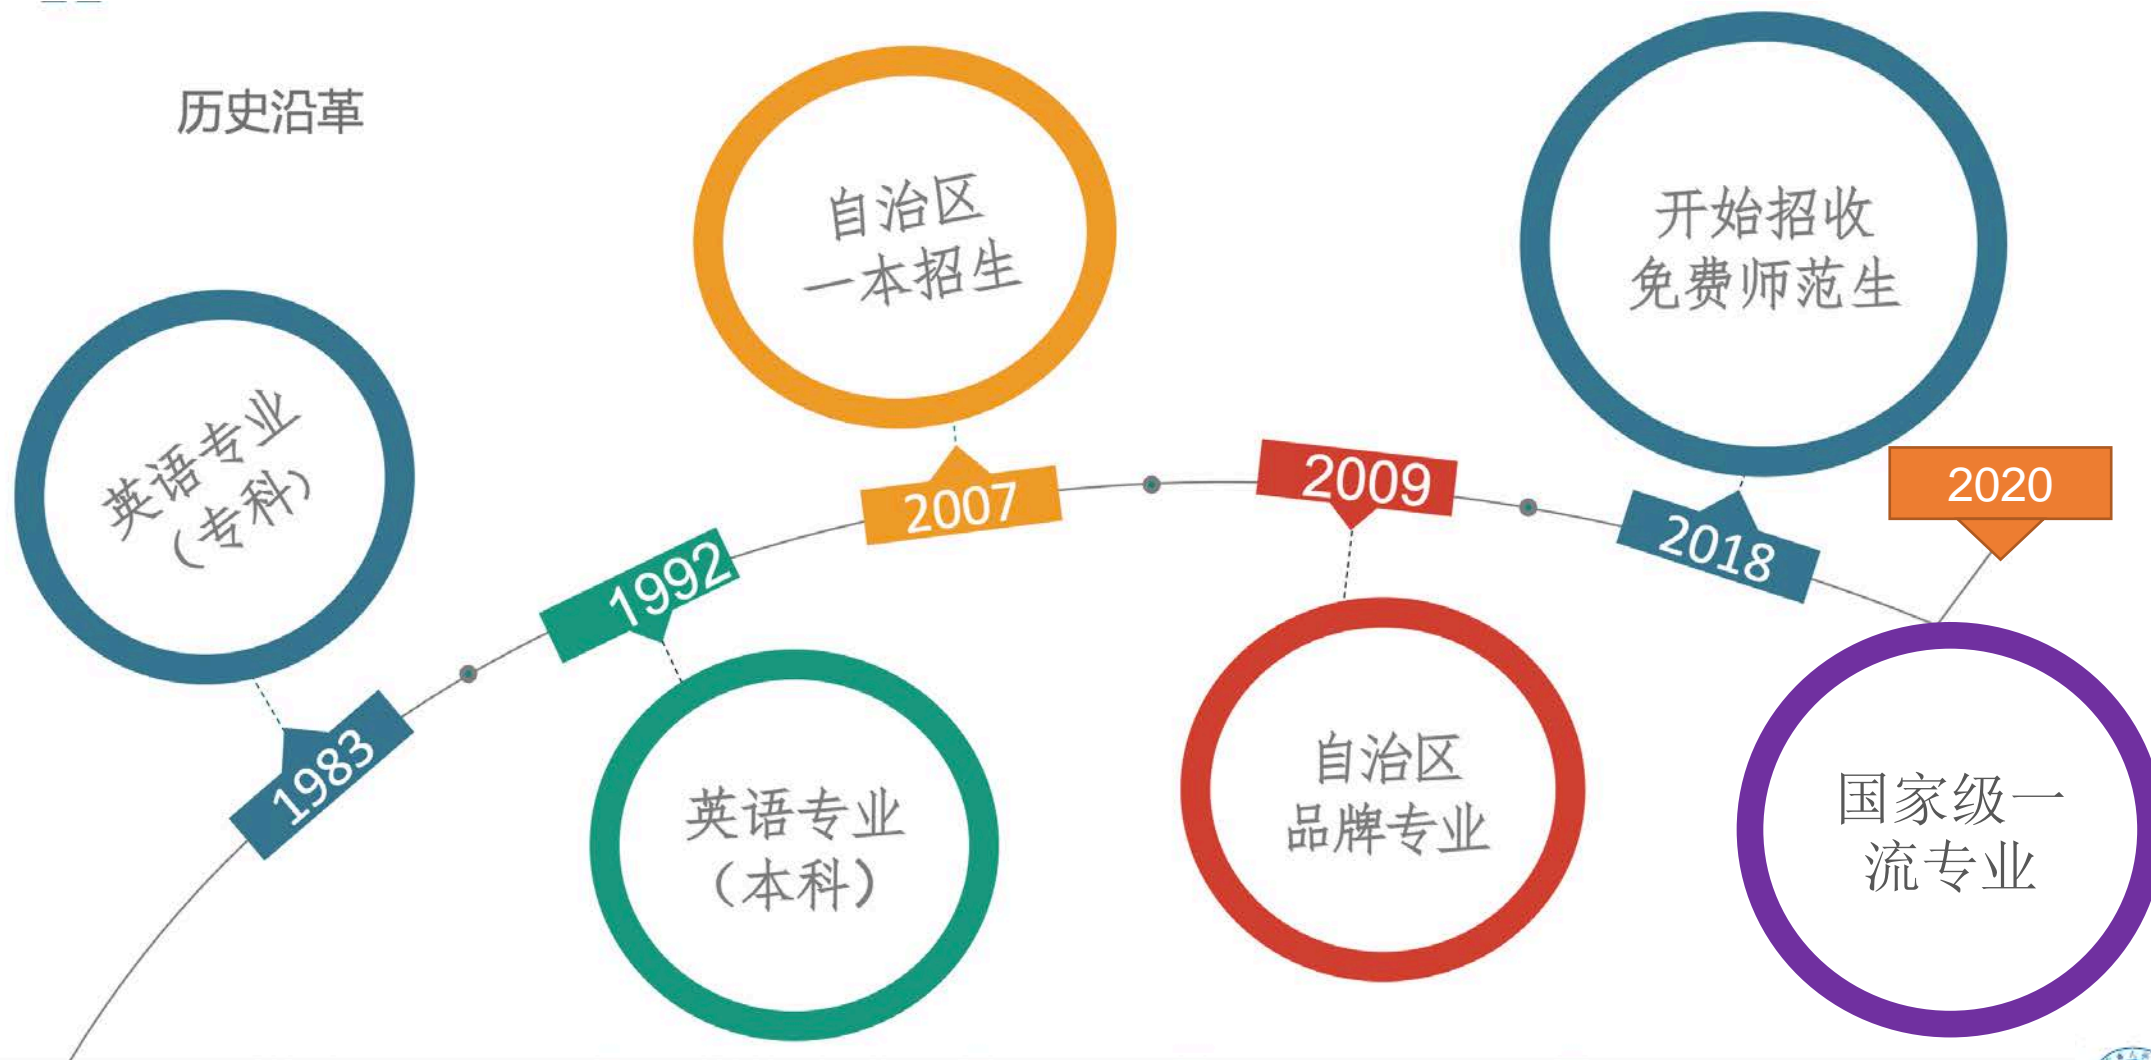 历史沿革
英语专业
（专科）
1983
1992
英语专业
（本科）
自治区
一本招生
2007
2009
自治区
品牌专业
开始招收
免费师范生
2018
2020
国家级一
流专业